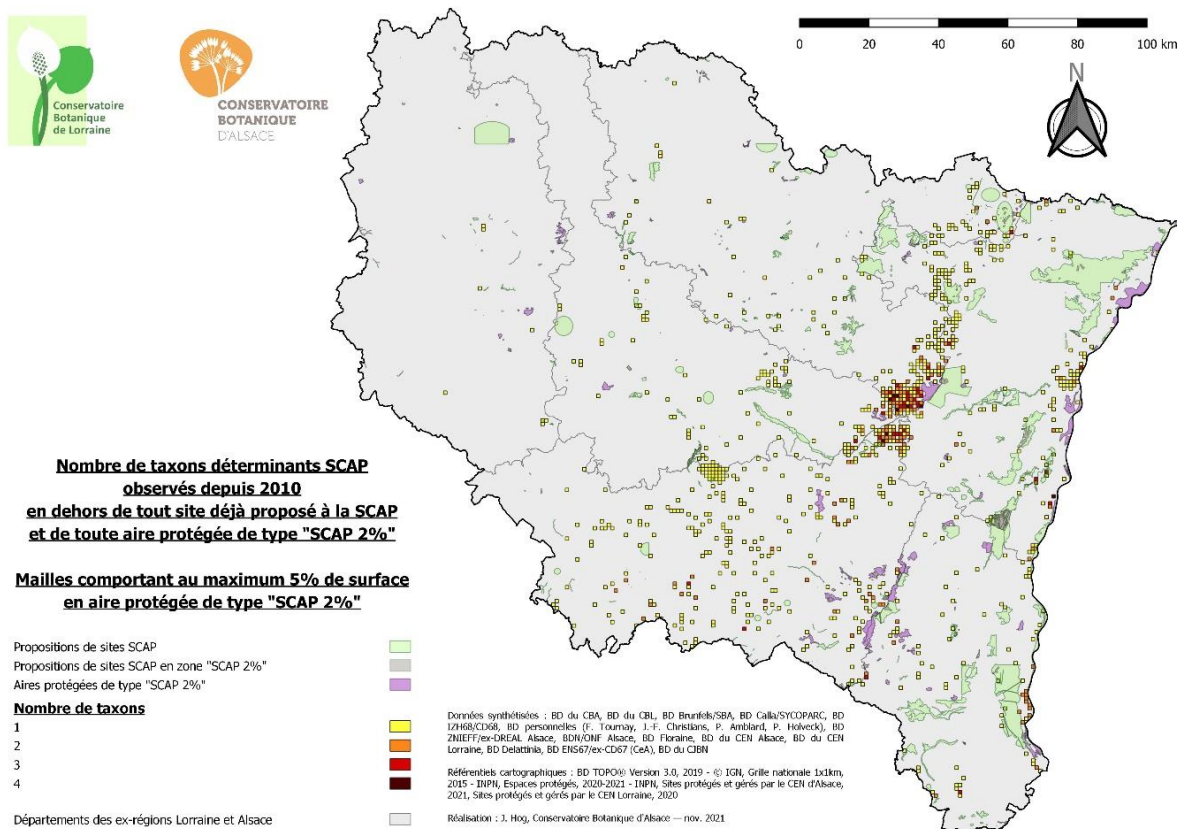 Conservatoire
Botanique
de Lorraine
CONSERVATOIRE
BOTANIQUE
D'ALSACE
0 20 40 60 80 100 km
N
Nombre de taxons déterminants SCAP
observés depuis 2010
en dehors de tout site déjà proposé à la SCAP
et de toute aire protégée de type "SCAP 2%"
Mailles comportant au maximum 5% de surface
en aire protégée de type "SCAP 2%"
Propositions de sites SCAP
Propositions de sites SCAP en zone "SCAP 2%"
Aires protégées de type "SCAP 2%"
Nombre de taxons
1
2
3
4
Départements des ex-régions Lorraine et Alsace
Données synthétisées : BD du CBA, BD du CBL, BD Brunfels/SBA, BD Calla/SYCOPARC, BD
IZH68/CD68, BD personnelles (F. Tournay, J.-F. Christians, P. Amblard, P. Holveck), BD
ZNIEFF/ex-DREAL Alsace, BDN/ONF Alsace, BD Floraine, BD du CEN Alsace, BD du CEN
Lorraine, BD Delattinia, BD ENS67/ex-CD67 (CeA), BD du CJBN
Référentiels cartographiques : BD TOPO® Version 3.0, 2019 - © IGN, Grille nationale 1x1km,
2015 - INPN, Espaces protégés, 2020-2021 - INPN, Sites protégés et gérés par le CEN d'Alsace,
2021, Sites protégés et gérés par le CEN Lorraine, 2020
Réalisation : J. Hog, Conservatoire Botanique d'Alsace — nov. 2021